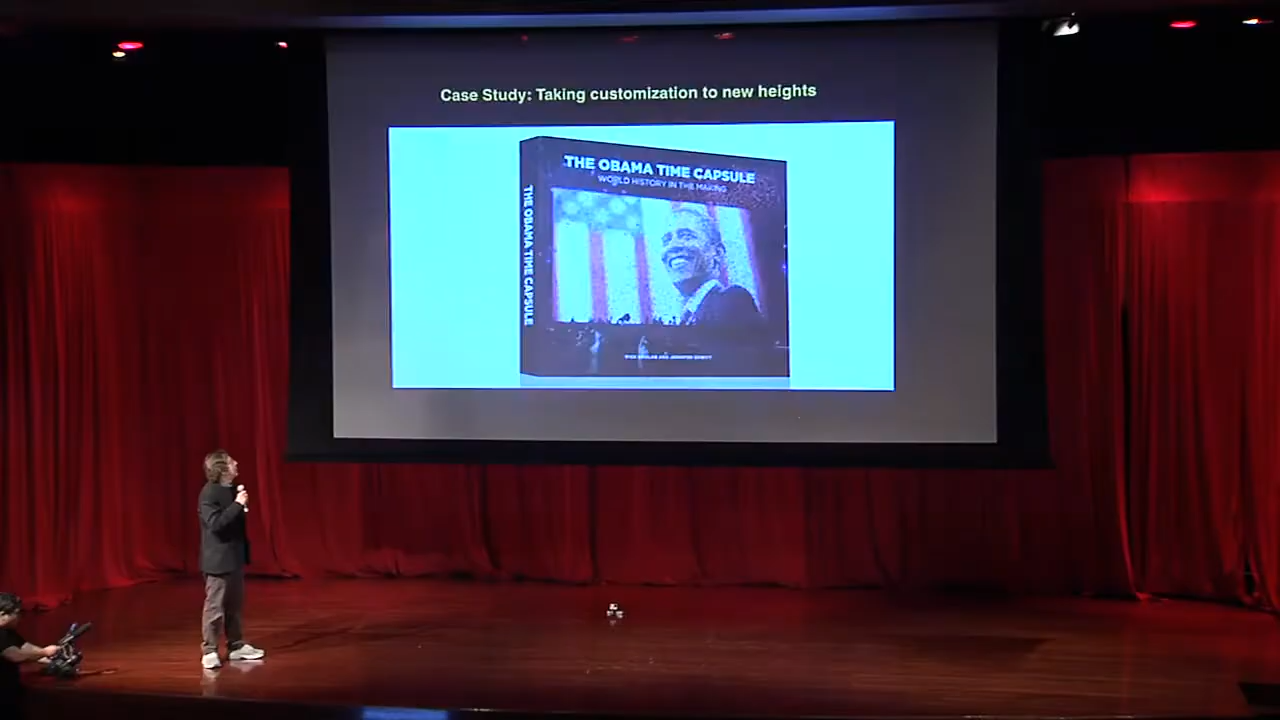 Case Study: Taking customization to new heights
THE OBAMA TIME CAPSULE
WORLD HISTORY IN THE MAKING
THE OBAMA TIME CAPSULE